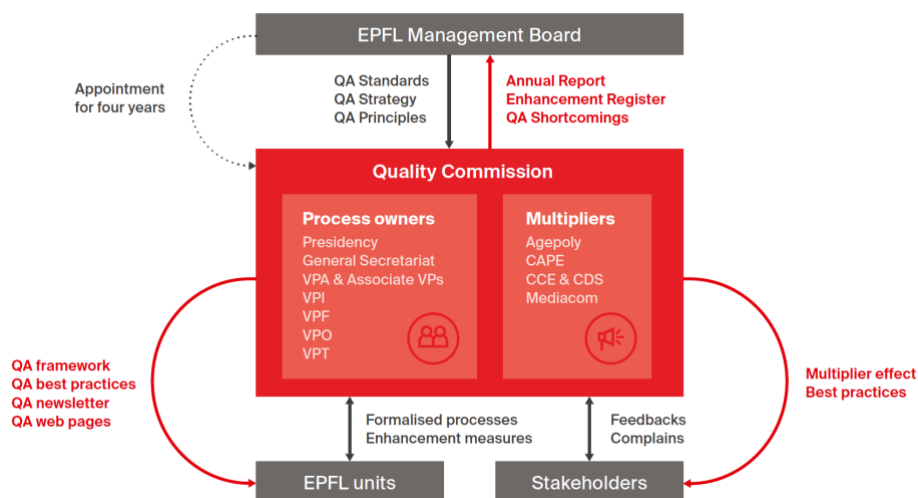 EPFL Management Board
Appointment
for four years
QA Standards
QA Strategy
QA Principles
Annual Report
Enhancement Register
QA Shortcomings
Quality Commission
Process owners
Presidency
General Secretariat
VPA & Associate VPs
VPI
VPF
VPO
VPT
Multipliers
Agepoly
CAPE
CCE & CDS
Mediacom
QA framework
QA best practices
QA newsletter
QA web pages
Multiplier effect
Best practices
Formalised processes
Enhancement measures
Feedbacks
Complains
EPFL units
Stakeholders